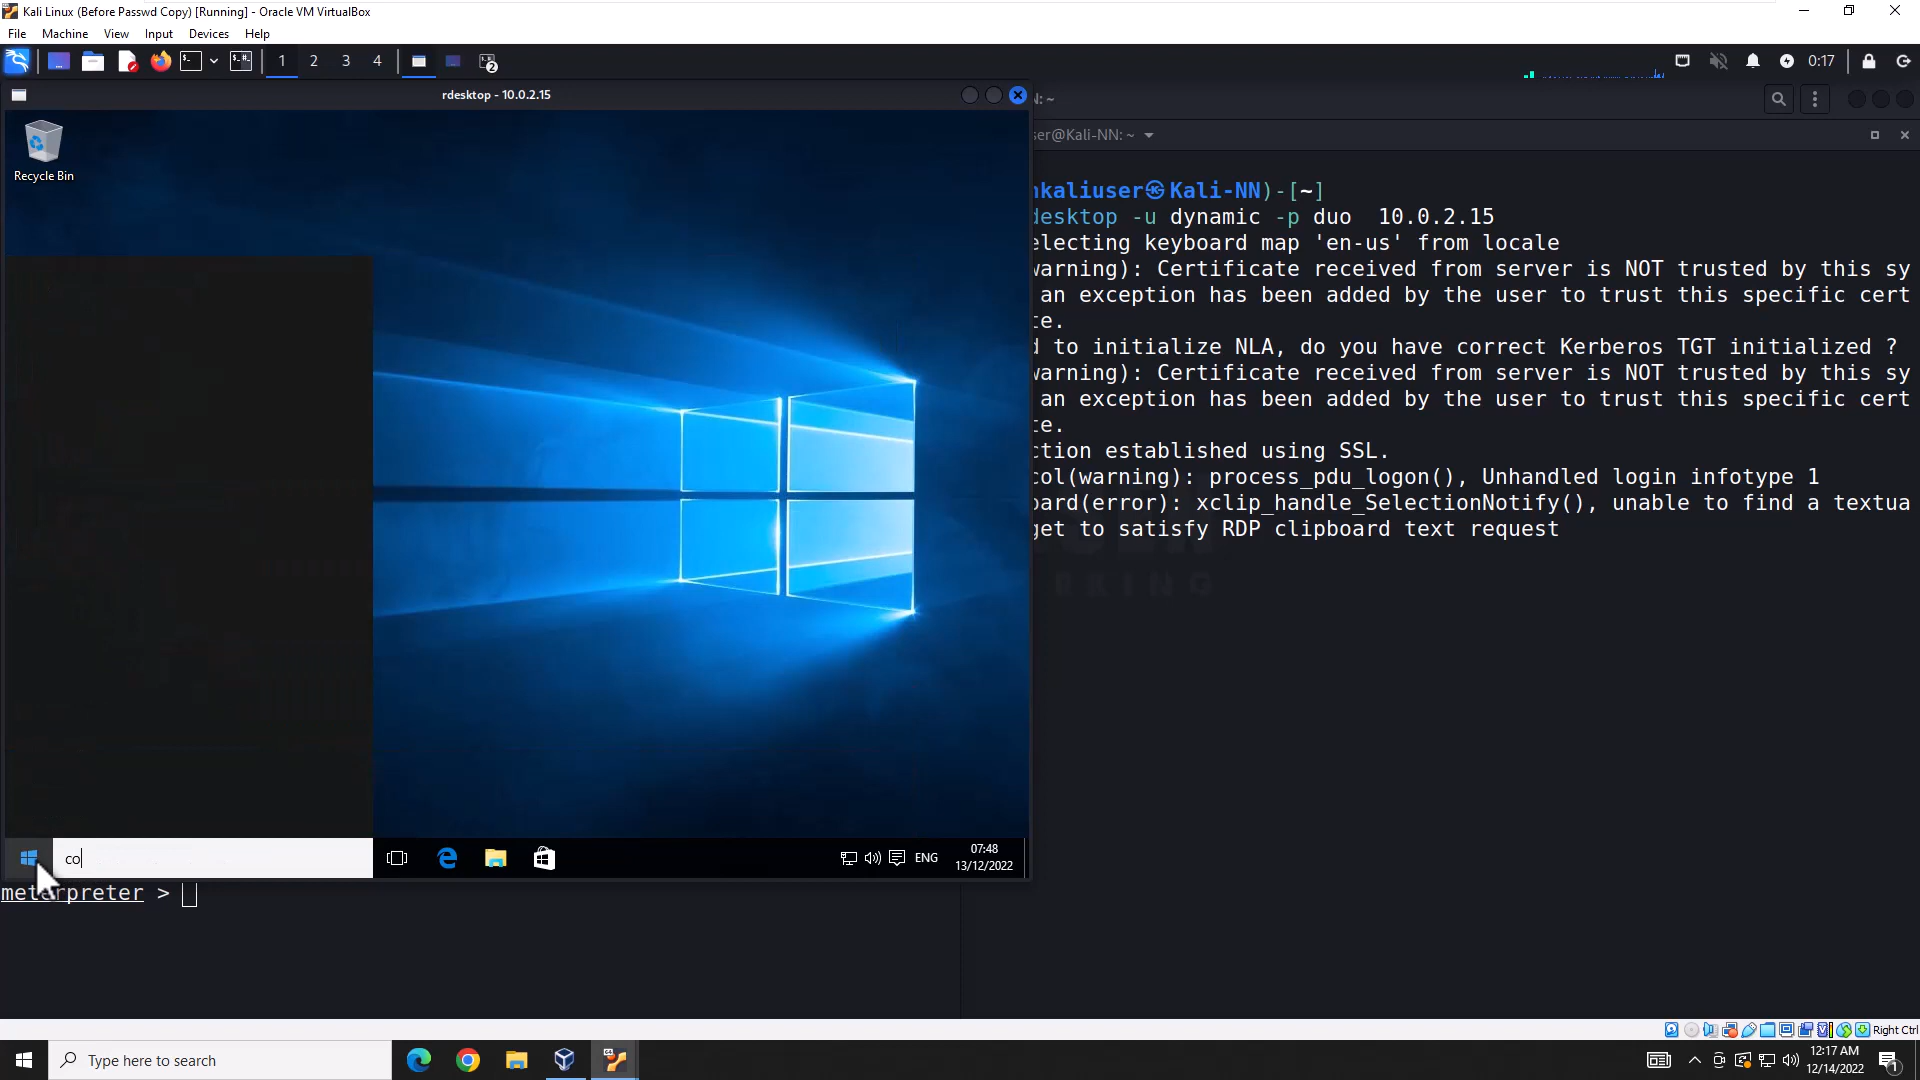 Kali Linux (Before Passwd Copy) [Running] - Oracle VM VirtualBox
File Machine View Input Devices Help
1 2 3 4 2 0:17
rdesktop - 10.0.2.15
N: ~
ser@Kali-NN: ~
Recycle Bin
nkaliuser㉿Kali-NN)-[~]
desktop -u dynamic -p duo  10.0.2.15
electing keyboard map 'en-us' from locale
warning): Certificate received from server is NOT trusted by this sy
an exception has been added by the user to trust this specific cert
te.
d to initialize NLA, do you have correct Kerberos TGT initialized ?
warning): Certificate received from server is NOT trusted by this sy
an exception has been added by the user to trust this specific cert
te.
ction established using SSL.
col(warning): process_pdu_logon(), Unhandled login infotype 1
oard(error): xclip_handle_SelectionNotify(), unable to find a textua
get to satisfy RDP clipboard text request
co
ENG
07:48
13/12/2022
meterpreter >
Right Ctrl
Type here to search
12:17 AM
12/14/2022
1